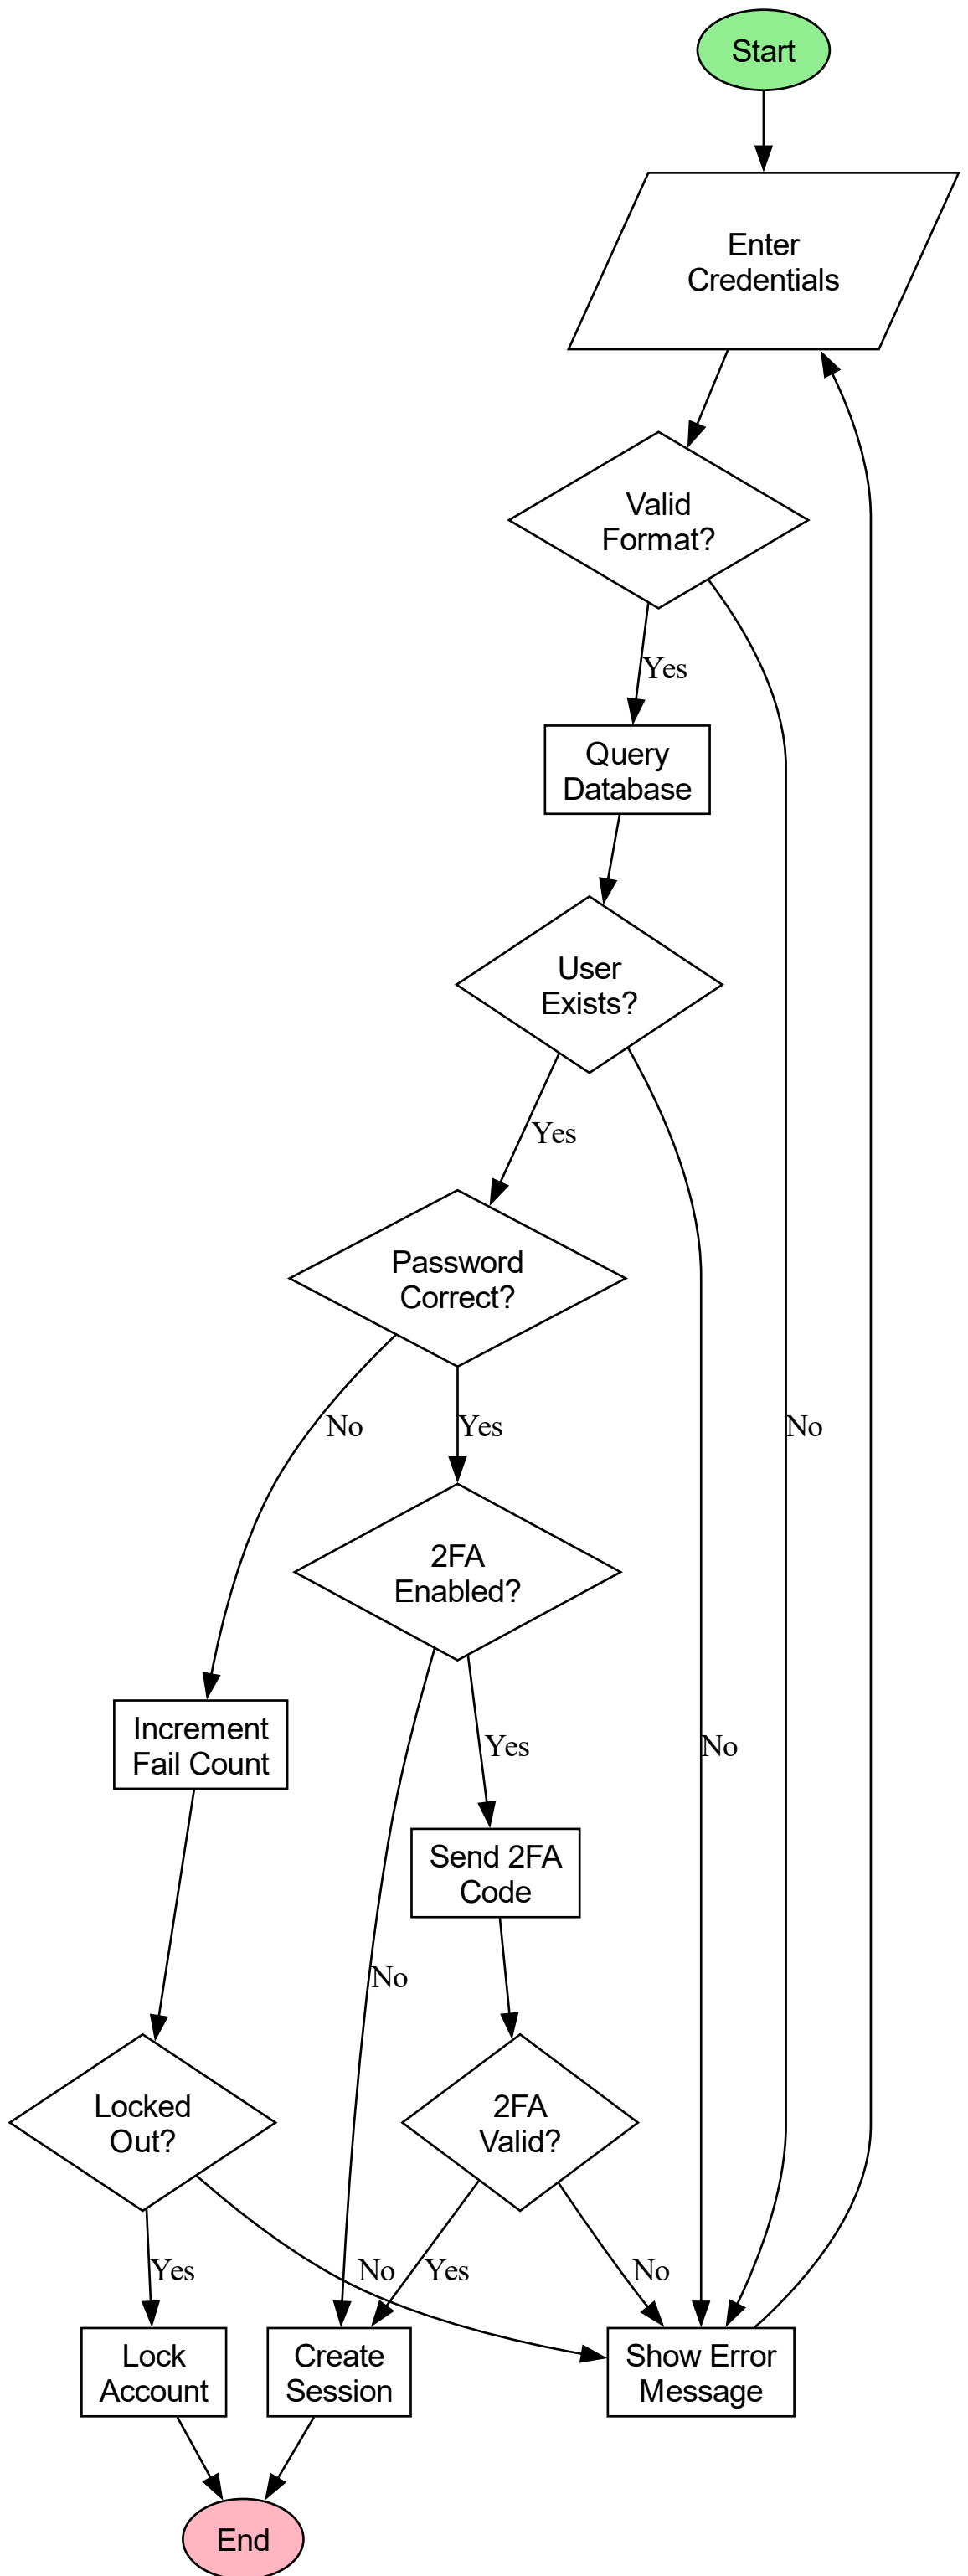 Start
Enter
Credentials
Valid
Format?
Yes
Query
Database
User
Exists?
Yes
Password
Correct?
No
Yes
No
2FA
Enabled?
Increment
Fail Count
Yes
No
Send 2FA
Code
No
Locked
Out?
2FA
Valid?
Yes
No
Yes
No
Lock
Account
Create
Session
Show Error
Message
End